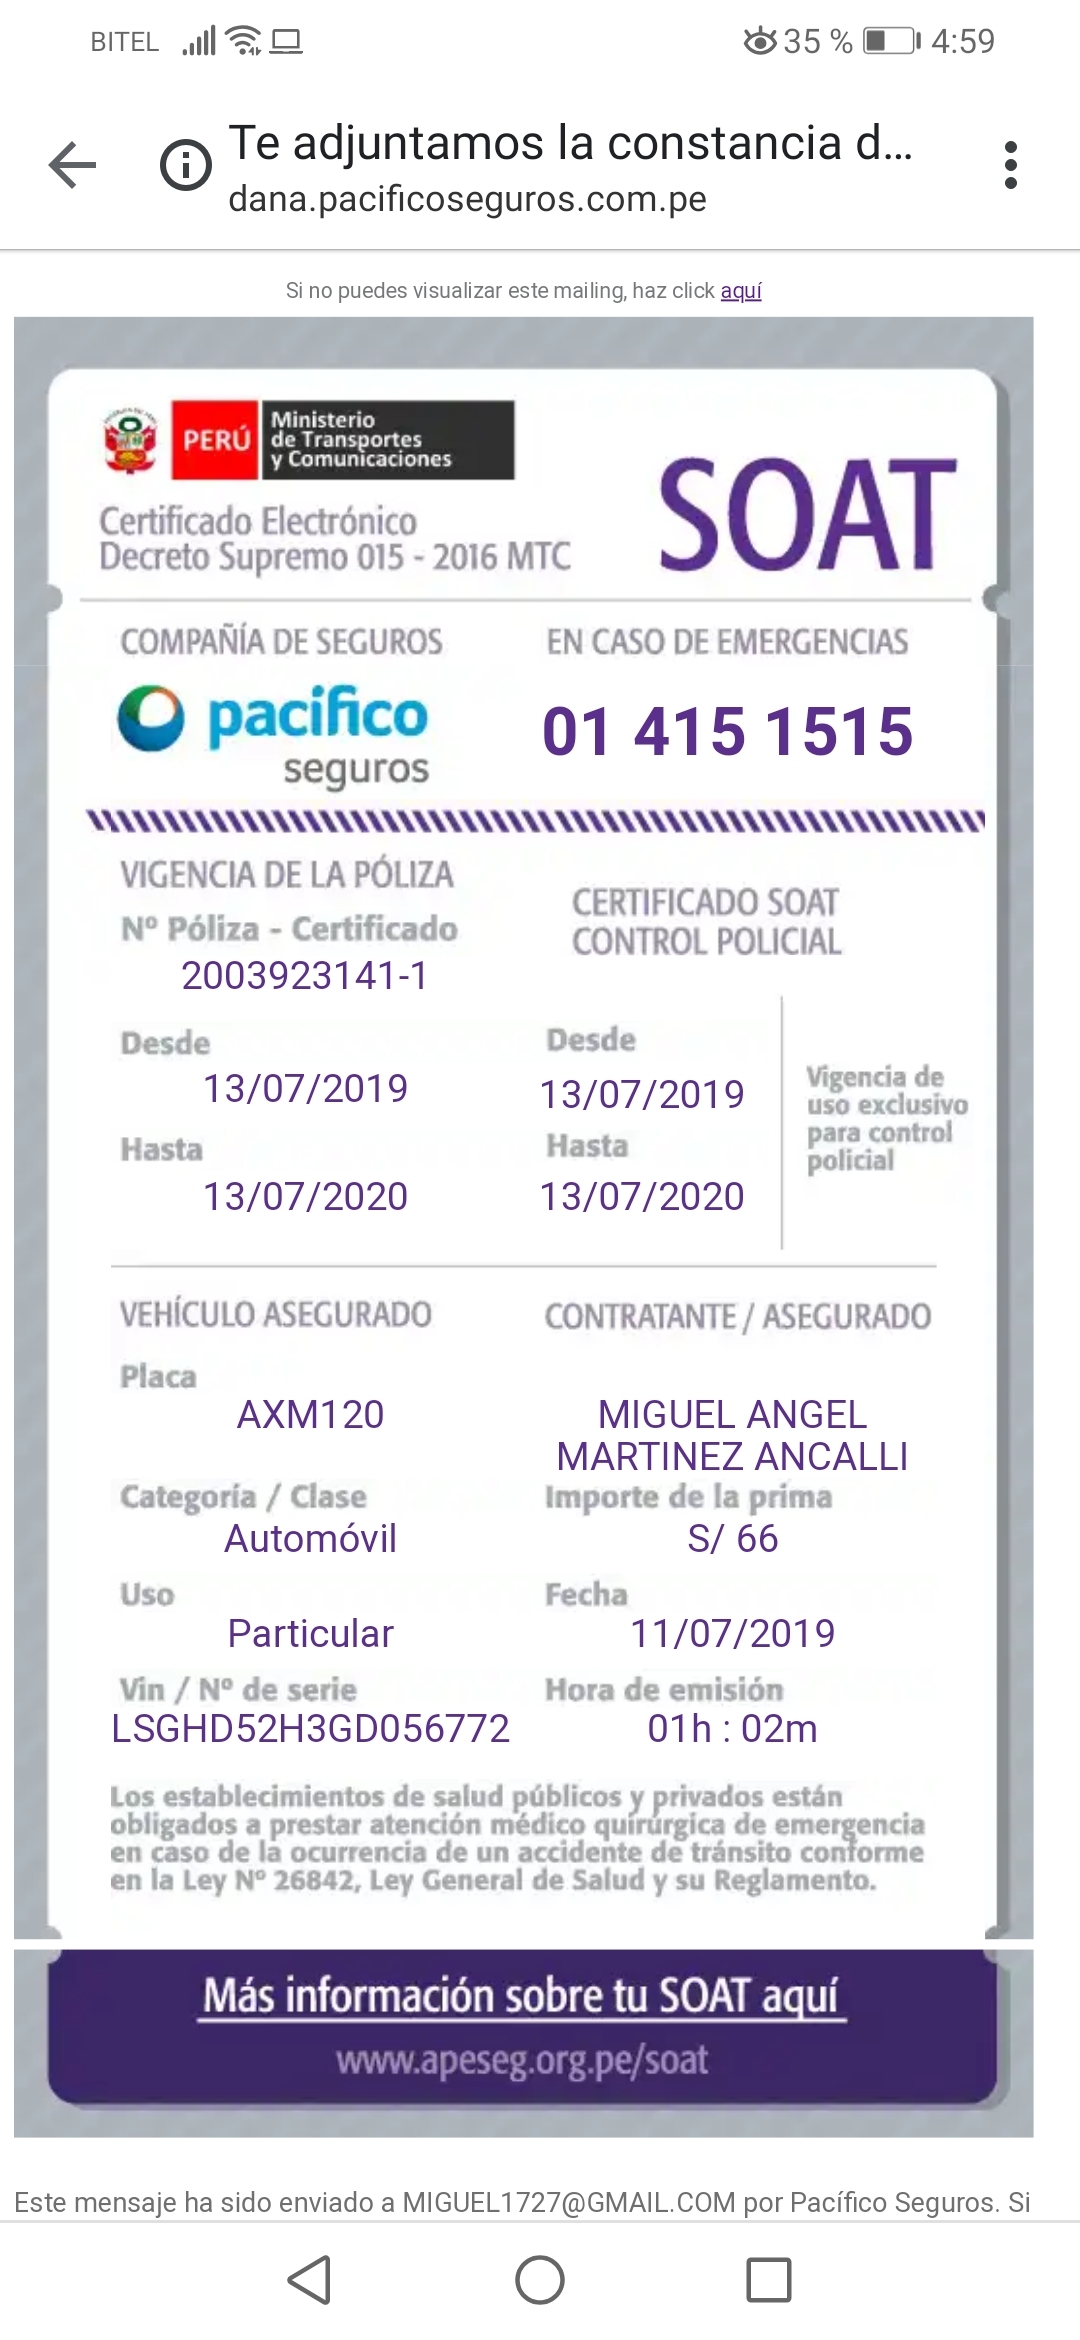 BITEL 35 % 4:59
Te adjuntamos la constancia d...
dana.pacificoseguros.com.pe
Si no puedes visualizar este mailing, haz click aquí
PERÚ
Ministerio
de Transportes
y Comunicaciones
Certificado Electrónico
Decreto Supremo 015 - 2016 MTC
SOAT
COMPAÑÍA DE SEGUROS
pacífico
seguros
EN CASO DE EMERGENCIAS
01 415 1515
VIGENCIA DE LA PÓLIZA
Nº Póliza - Certificado
2003923141-1
Desde
13/07/2019
Hasta
13/07/2020
CERTIFICADO SOAT
CONTROL POLICIAL
Desde
13/07/2019
Hasta
13/07/2020
Vigencia de
uso exclusivo
para control
policial
VEHÍCULO ASEGURADO
Placa
AXM120
Categoría / Clase
Automóvil
Uso
Particular
Vin / Nº de serie
LSGHD52H3GD056772
CONTRATANTE / ASEGURADO
MIGUEL ANGEL
MARTINEZ ANCALLI
Importe de la prima
S/ 66
Fecha
11/07/2019
Hora de emisión
01h : 02m
Los establecimientos de salud públicos y privados están
obligados a prestar atención médico quirúrgica de emergencia
en caso de la ocurrencia de un accidente de tránsito conforme
en la Ley Nº 26842, Ley General de Salud y su Reglamento.
Más información sobre tu SOAT aquí
www.apeseg.org.pe/soat
Este mensaje ha sido enviado a MIGUEL1727@GMAIL.COM por Pacífico Seguros. Si